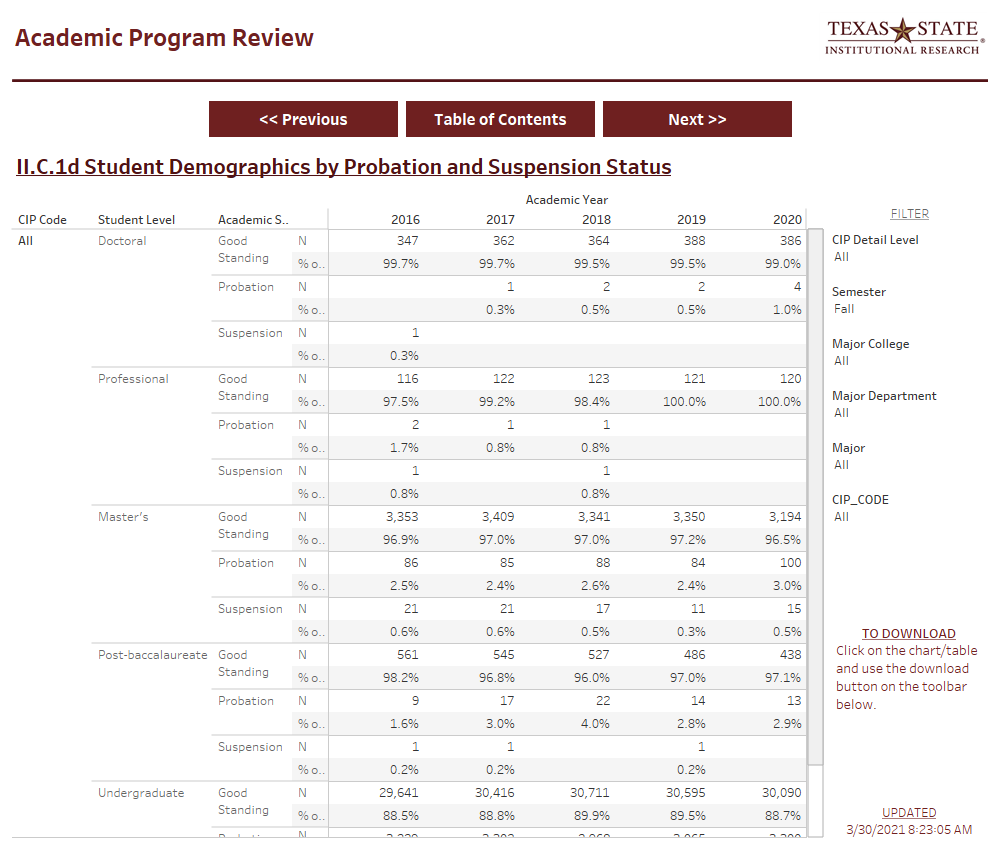 Academic Program Review
TEXAS STATE®
INSTITUTIONAL RESEARCH
<< Previous
Table of Contents
Next >>
II.C.1d Student Demographics by Probation and Suspension Status
Academic Year
CIP Code Student Level Academic S.. 2016 2017 2018 2019 2020
All Doctoral Good Standing N 347 362 364 388 386
% o.. 99.7% 99.7% 99.5% 99.5% 99.0%
Probation N 1 2 2 4
% o.. 0.3% 0.5% 0.5% 1.0%
Suspension N 1
% o.. 0.3%
Professional Good Standing N 116 122 123 121 120
% o.. 97.5% 99.2% 98.4% 100.0% 100.0%
Probation N 2 1 1
% o.. 1.7% 0.8% 0.8%
Suspension N 1 1
% o.. 0.8% 0.8%
Master's Good Standing N 3,353 3,409 3,341 3,350 3,194
% o.. 96.9% 97.0% 97.0% 97.2% 96.5%
Probation N 86 85 88 84 100
% o.. 2.5% 2.4% 2.6% 2.4% 3.0%
Suspension N 21 21 17 11 15
% o.. 0.6% 0.6% 0.5% 0.3% 0.5%
Post-baccalaureate Good Standing N 561 545 527 486 438
% o.. 98.2% 96.8% 96.0% 97.0% 97.1%
Probation N 9 17 22 14 13
% o.. 1.6% 3.0% 4.0% 2.8% 2.9%
Suspension N 1 1 1
% o.. 0.2% 0.2% 0.2%
Undergraduate Good Standing N 29,641 30,416 30,711 30,595 30,090
% o.. 88.5% 88.8% 89.9% 89.5% 88.7%
N
FILTER
CIP Detail Level
All
Semester
Fall
Major College
All
Major Department
All
Major
All
CIP_CODE
All
TO DOWNLOAD
Click on the chart/table
and use the download
button on the toolbar
below.
UPDATED
3/30/2021 8:23:05 AM